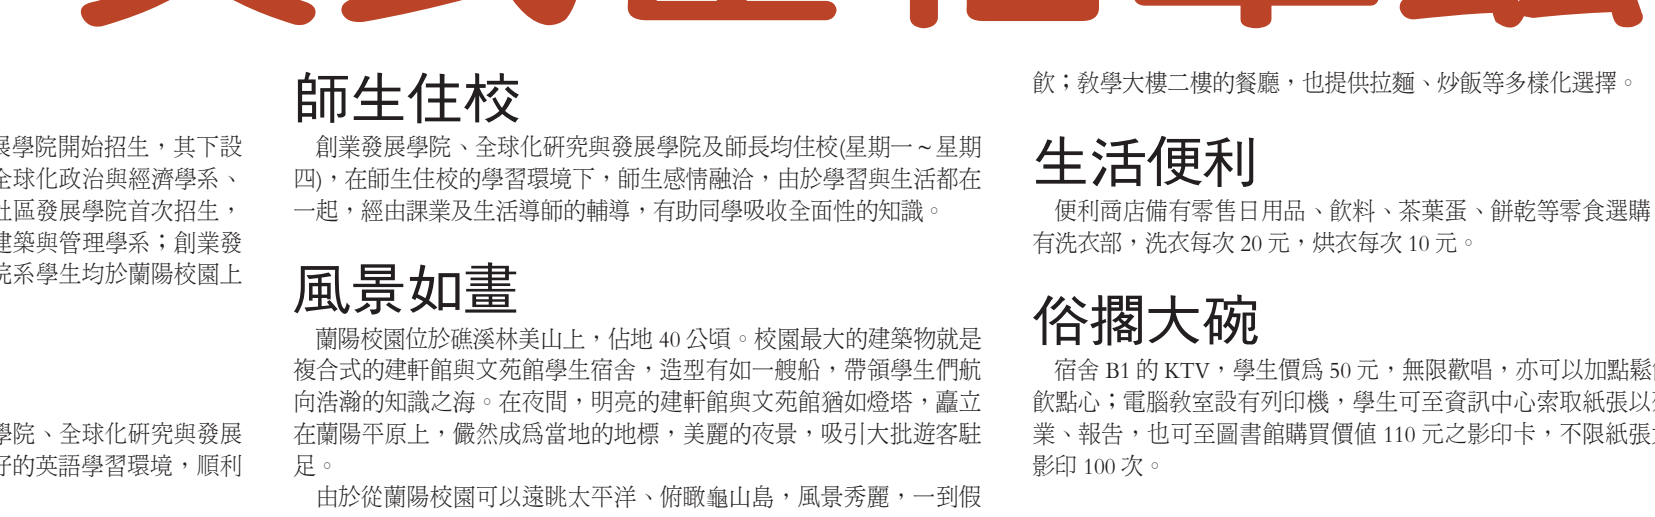 展學院開始招生，其下設
全球化政治與經濟學系、
社區發展學院首次招生，
建築與管理學系；創業發
院系學生均於蘭陽校園上
學院、全球化研究與發展
好的英語學習環境，順利
師生住校
創業發展學院、全球化研究與發展學院及師長均住校(星期一～星期
四)，在師生住校的學習環境下，師生感情融洽，由於學習與生活都在
一起，經由課業及生活導師的輔導，有助同學吸收全面性的知識。
風景如畫
蘭陽校園位於礁溪林美山上，佔地 40 公頃。校園最大的建築物就是
複合式的建軒館與文苑館學生宿舍，造型有如一艘船，帶領學生們航
向浩瀚的知識之海。在夜間，明亮的建軒館與文苑館猶如燈塔，矗立
在蘭陽平原上，儼然成為當地的地標，美麗的夜景，吸引大批遊客駐
足。
由於從蘭陽校園可以遠眺太平洋、俯瞰龜山島，風景秀麗，一到假
飲；教學大樓二樓的餐廳，也提供拉麵、炒飯等多樣化選擇。
生活便利
便利商店備有零售日用品、飲料、茶葉蛋、餅乾等零食選購
有洗衣部，洗衣每次 20 元，烘衣每次 10 元。
俗擱大碗
宿舍 B1 的 KTV，學生價為 50 元，無限歡唱，亦可以加點鬆
飲點心；電腦教室設有列印機，學生可至資訊中心索取紙張以
業、報告，也可至圖書館購買價值 110 元之影印卡，不限紙張
影印 100 次。